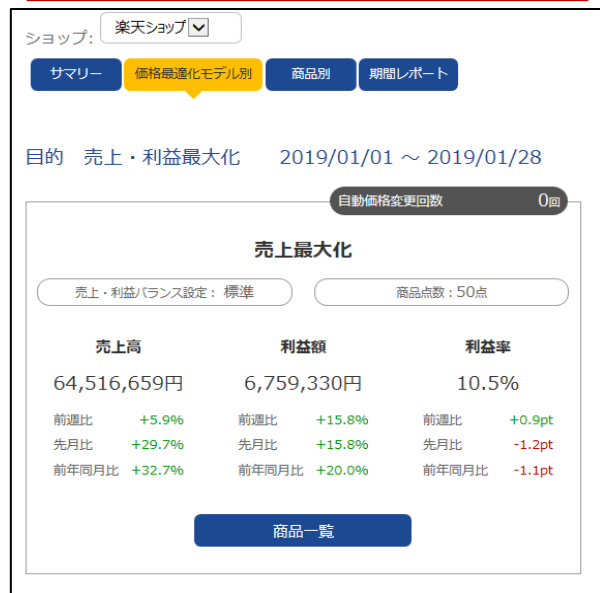 ショップ: 楽天ショップ
サマリー 価格最適化モデル別 商品別 期間レポート
目的 売上・利益最大化 2019/01/01 ～ 2019/01/28
自動価格変更回数 0回
売上最大化
売上・利益バランス設定： 標準 商品点数：50点
売上高 利益額 利益率
64,516,659円 6,759,330円 10.5%
前週比 +5.9% 前週比 +15.8% 前週比 +0.9pt
先月比 +29.7% 先月比 +15.8% 先月比 -1.2pt
前年同月比 +32.7% 前年同月比 +20.0% 前年同月比 -1.1pt
商品一覧